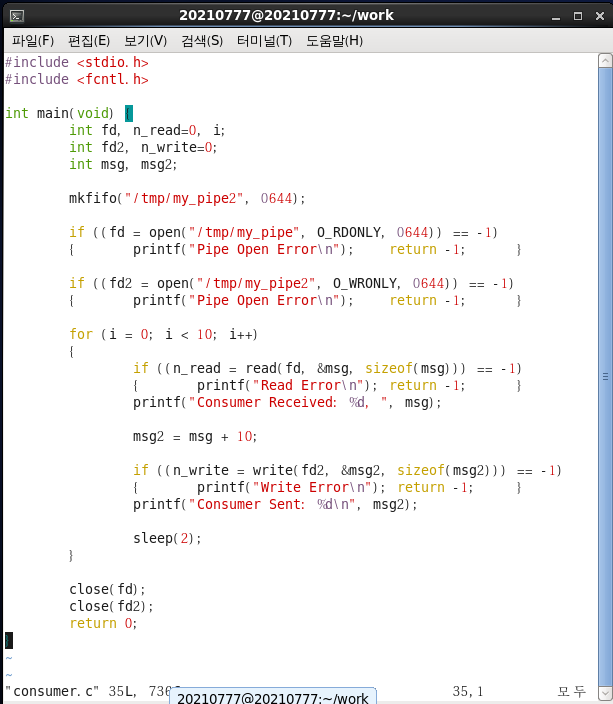 20210777@20210777:~/work
파일(F) 편집(E) 보기(V) 검색(S) 터미널(T) 도움말(H)
#include <stdio.h>
#include <fcntl.h>
int main(void) {
int fd, n_read=0, i;
int fd2, n_write=0;
int msg, msg2;
mkfifo("/tmp/my_pipe2", 0644);
if ((fd = open("/tmp/my_pipe", O_RDONLY, 0644)) == -1)
{ printf("Pipe Open Error\n"); return -1; }
if ((fd2 = open("/tmp/my_pipe2", O_WRONLY, 0644)) == -1)
{ printf("Pipe Open Error\n"); return -1; }
for (i = 0; i < 10; i++)
{
if ((n_read = read(fd, &msg, sizeof(msg))) == -1)
{ printf("Read Error\n"); return -1; }
printf("Consumer Received: %d, ", msg);
msg2 = msg + 10;
if ((n_write = write(fd2, &msg2, sizeof(msg2))) == -1)
{ printf("Write Error\n"); return -1; }
printf("Consumer Sent: %d\n", msg2);
sleep(2);
}
close(fd);
close(fd2);
return 0;
}
~
~
"consumer.c" 35L, 35,1 모두
20210777@20210777:~/work